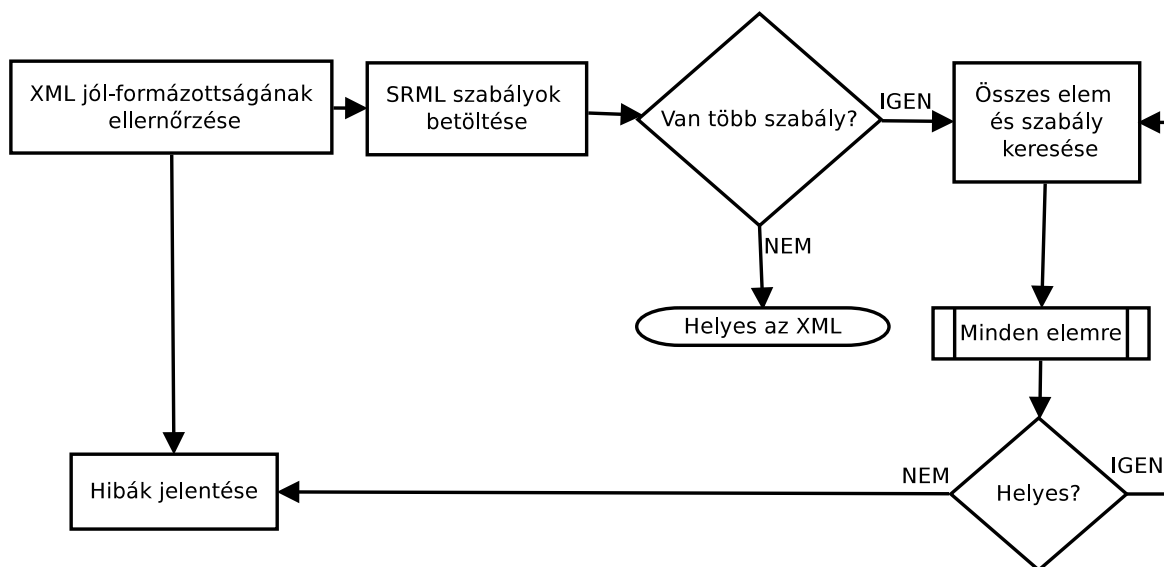 XML jól-formázottságának
ellernőrzése
SRML szabályok
betöltése
Van több szabály?
IGEN
Összes elem
és szabály
keresése
NEM
Helyes az XML
Minden elemre
Hibák jelentése
NEM
Helyes?
IGEN